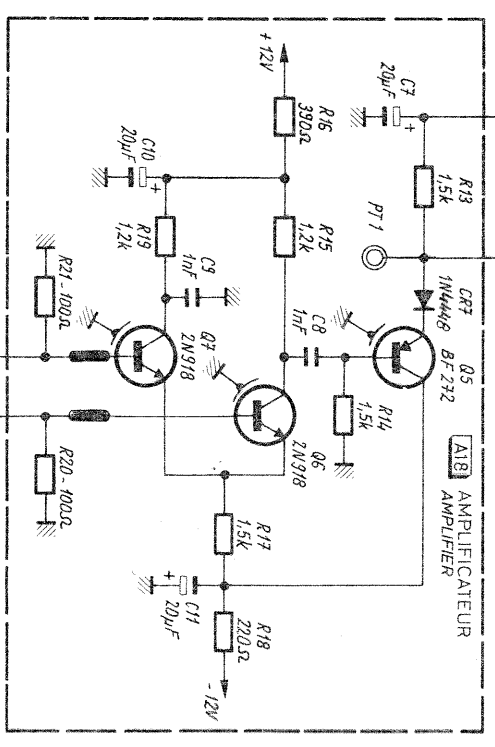 A18 AMPLIFICATEUR
AMPLIFIER
C7
20µF
+
R13
1,5k
PT1
CR7
1N4448
Q5
BF272
+12V
R16
390Ω
R15
1,2k
C8
1nF
R14
1,5k
C10
20µF
+
R19
1,2k
C9
1nF
Q7
2N918
Q6
2N918
R21-100Ω
R20-100Ω
R17
1,5k
C11
20µF
+
R18
220Ω
-12V